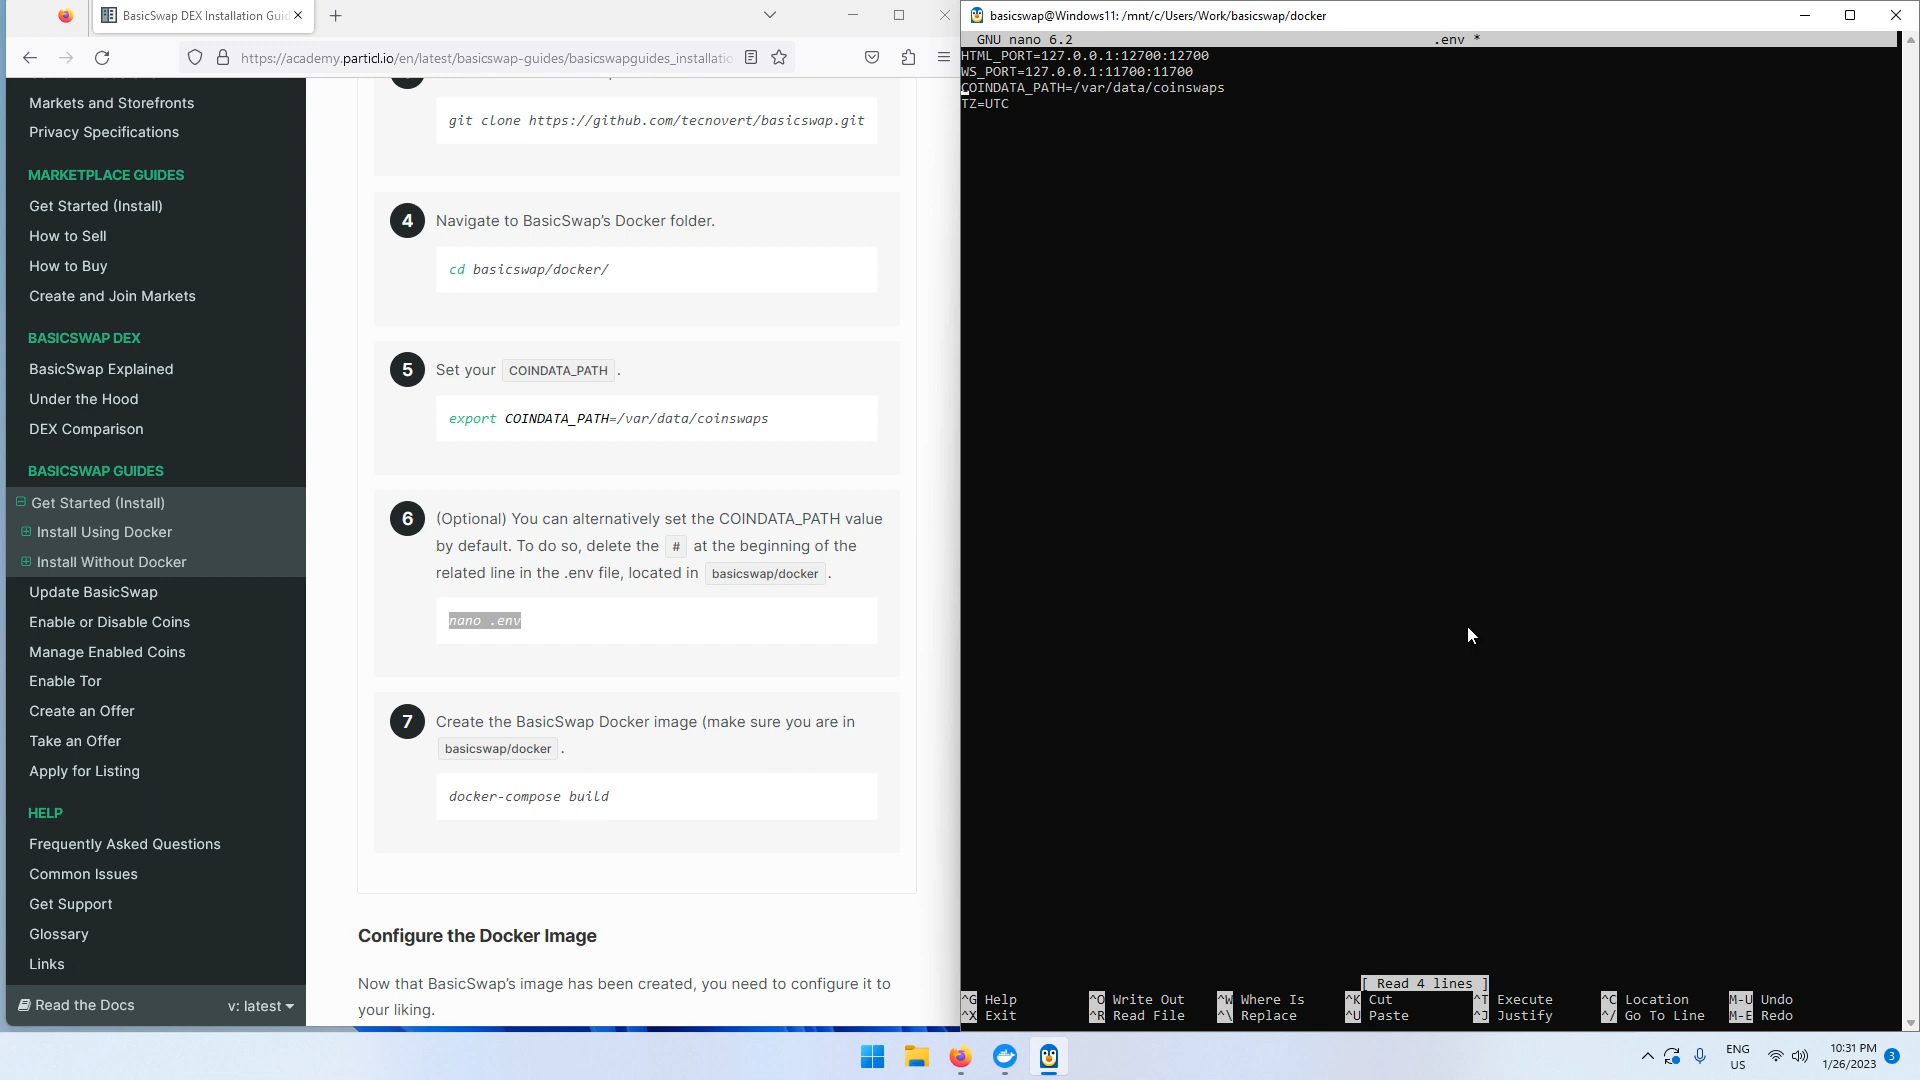 BasicSwap DEX Installation Gui
https://academy.particl.io/en/latest/basicswap-guides/basicswapguides_installatio
Markets and Storefronts
Privacy Specifications
MARKETPLACE GUIDES
Get Started (Install)
How to Sell
How to Buy
Create and Join Markets
BASICSWAP DEX
BasicSwap Explained
Under the Hood
DEX Comparison
BASICSWAP GUIDES
Get Started (Install)
Install Using Docker
Install Without Docker
Update BasicSwap
Enable or Disable Coins
Manage Enabled Coins
Enable Tor
Create an Offer
Take an Offer
Apply for Listing
HELP
Frequently Asked Questions
Common Issues
Get Support
Glossary
Links
Read the Docs v: latest
git clone https://github.com/tecnovert/basicswap.git
4 Navigate to BasicSwap’s Docker folder.
cd basicswap/docker/
5 Set your COINDATA_PATH .
export COINDATA_PATH=/var/data/coinswaps
6 (Optional) You can alternatively set the COINDATA_PATH value
by default. To do so, delete the # at the beginning of the
related line in the .env file, located in basicswap/docker .
nano .env
7 Create the BasicSwap Docker image (make sure you are in
basicswap/docker .
docker-compose build
Configure the Docker Image
Now that BasicSwap’s image has been created, you need to configure it to
your liking.
basicswap@Windows11: /mnt/c/Users/Work/basicswap/docker
GNU nano 6.2 .env *
HTML_PORT=127.0.0.1:12700:12700
WS_PORT=127.0.0.1:11700:11700
COINDATA_PATH=/var/data/coinswaps
TZ=UTC
[ Read 4 lines ]
^G Help ^O Write Out ^W Where Is ^K Cut ^T Execute ^C Location M-U Undo
^X Exit ^R Read File ^\ Replace ^U Paste ^J Justify ^/ Go To Line M-E Redo
ENG
US
10:31 PM
1/26/2023
3